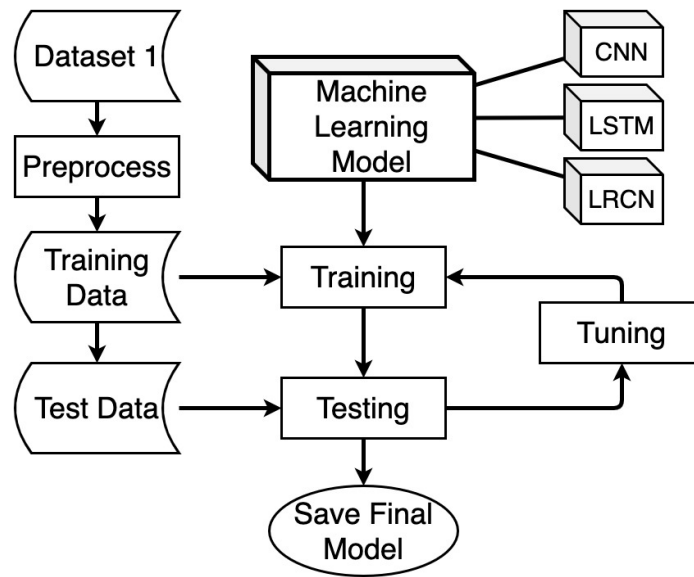 Dataset 1
Preprocess
Training
Data
Test Data
Machine
Learning
Model
CNN
LSTM
LRCN
Training
Tuning
Testing
Save Final
Model